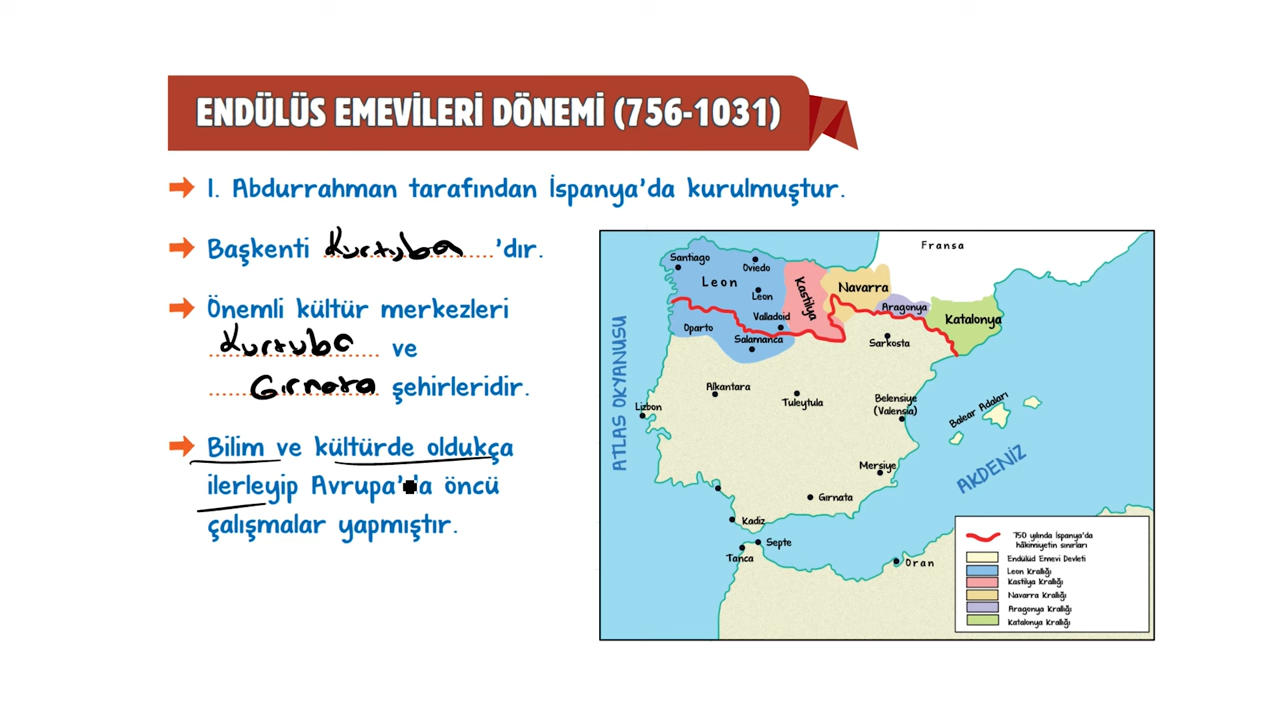 ENDÜLÜS EMEVİLERİ DÖNEMİ (756-1031)
I. Abdurrahman tarafından İspanya'da kurulmuştur.
Başkenti Kurtuba 'dır.
Önemli kültür merkezleri
Kurtuba ve
Gırnata şehirleridir.
Bilim ve kültürde oldukça
ilerleyip Avrupa'da öncü
çalışmalar yapmıştır.
Fransa
Santiago
Oviedo
Leon
Leon
Kastilya
Navarra
Aragonya
Katalonya
Valladoid
Oparto
Salamanca
Sarkosta
Alkantara
Tuleytula
Belensiye
(Valensia)
Balear Adaları
Lizbon
ATLAS OKYANUSU
AKDENİZ
Mersiye
Gırnata
Kadiz
Septe
Tanca
Oran
750 yılında İspanya'da
hâkimiyetin sınırları
Endülüd Emevi Devleti
Leon Krallığı
Kastilya Krallığı
Navarra Krallığı
Aragonya Krallığı
Katalonya Krallığı